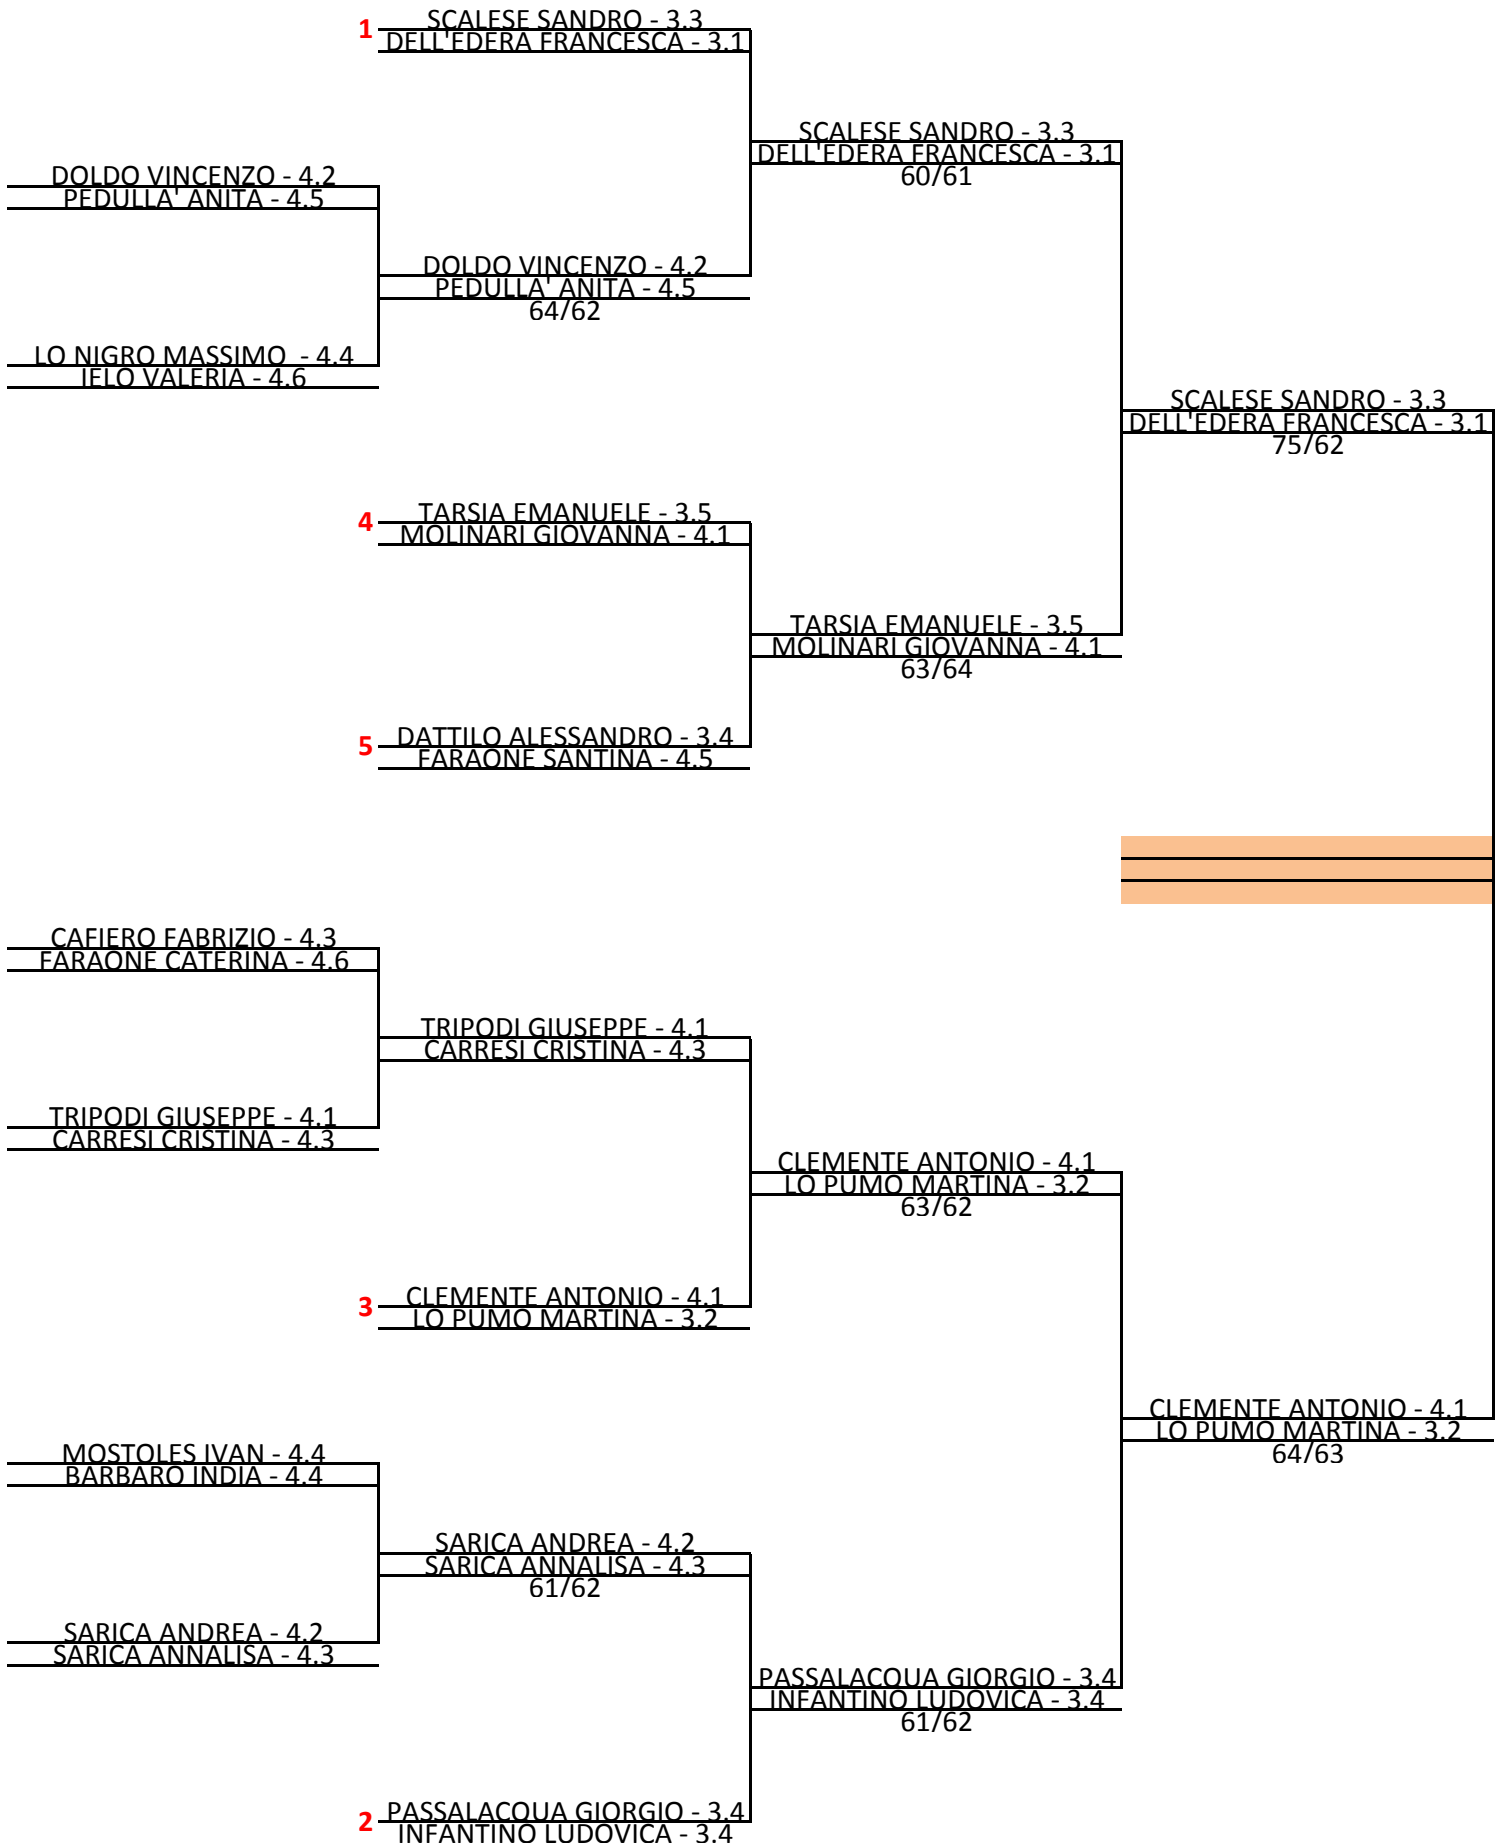 1
SCALESE SANDRO - 3.3
DELL'EDERA FRANCESCA - 3.1
SCALESE SANDRO - 3.3
DELL'EDERA FRANCESCA - 3.1
60/61
DOLDO VINCENZO - 4.2
PEDULLA' ANITA - 4.5
DOLDO VINCENZO - 4.2
PEDULLA' ANITA - 4.5
64/62
LO NIGRO MASSIMO - 4.4
IELO VALERIA - 4.6
SCALESE SANDRO - 3.3
DELL'EDERA FRANCESCA - 3.1
75/62
4
TARSIA EMANUELE - 3.5
MOLINARI GIOVANNA - 4.1
TARSIA EMANUELE - 3.5
MOLINARI GIOVANNA - 4.1
63/64
5
DATTILO ALESSANDRO - 3.4
FARAONE SANTINA - 4.5
CAFIERO FABRIZIO - 4.3
FARAONE CATERINA - 4.6
TRIPODI GIUSEPPE - 4.1
CARRESI CRISTINA - 4.3
TRIPODI GIUSEPPE - 4.1
CARRESI CRISTINA - 4.3
CLEMENTE ANTONIO - 4.1
LO PUMO MARTINA - 3.2
63/62
3
CLEMENTE ANTONIO - 4.1
LO PUMO MARTINA - 3.2
CLEMENTE ANTONIO - 4.1
LO PUMO MARTINA - 3.2
64/63
MOSTOLES IVAN - 4.4
BARBARO INDIA - 4.4
SARICA ANDREA - 4.2
SARICA ANNALISA - 4.3
61/62
SARICA ANDREA - 4.2
SARICA ANNALISA - 4.3
PASSALACQUA GIORGIO - 3.4
INFANTINO LUDOVICA - 3.4
61/62
2
PASSALACQUA GIORGIO - 3.4
INFANTINO LUDOVICA - 3.4